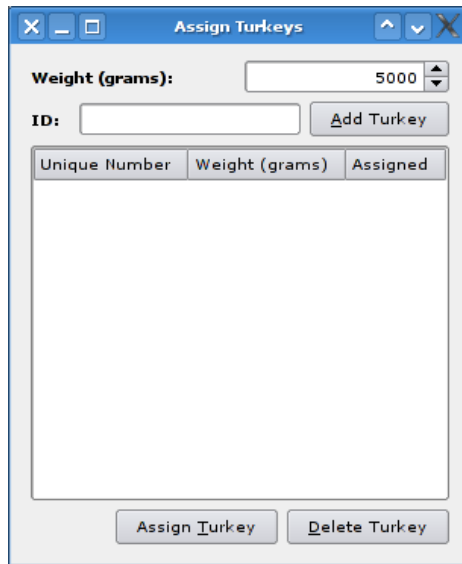 Assign Turkeys
Weight (grams): 5000
ID: Add Turkey
Unique Number Weight (grams) Assigned
Assign Turkey Delete Turkey